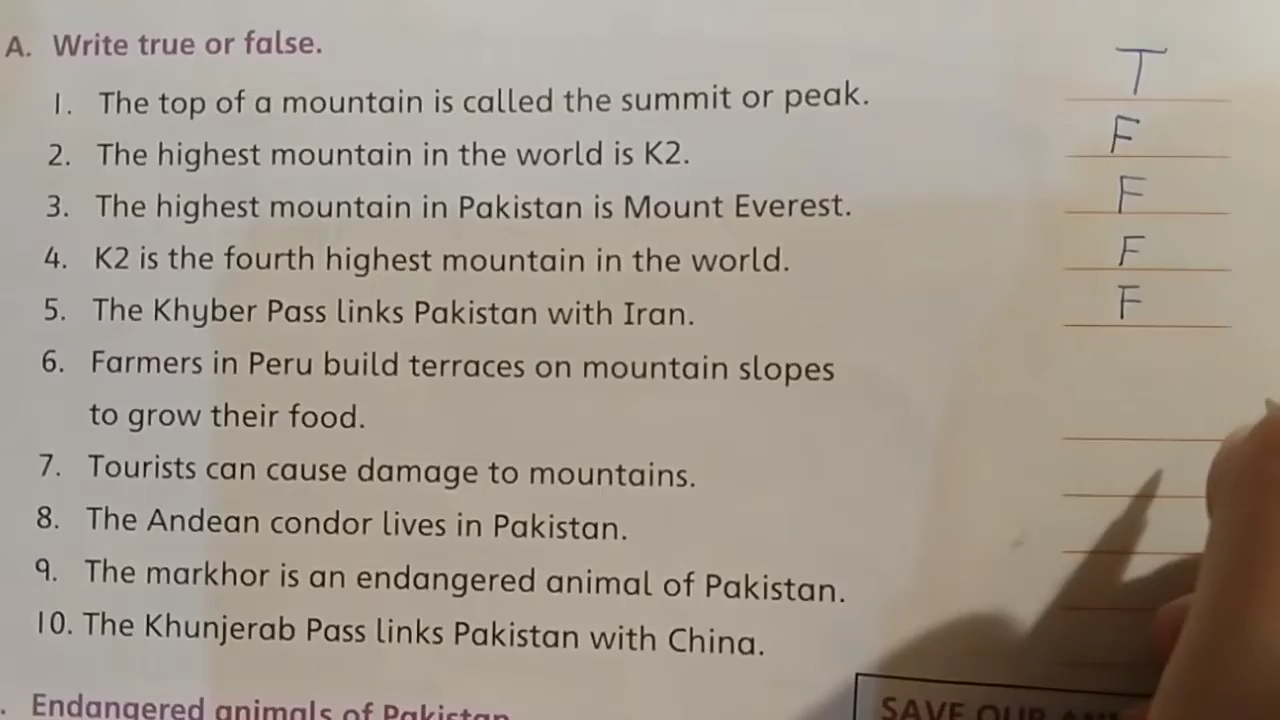 A. Write true or false.
1. The top of a mountain is called the summit or peak. T
2. The highest mountain in the world is K2. F
3. The highest mountain in Pakistan is Mount Everest. F
4. K2 is the fourth highest mountain in the world. F
5. The Khyber Pass links Pakistan with Iran. F
6. Farmers in Peru build terraces on mountain slopes
to grow their food.
7. Tourists can cause damage to mountains.
8. The Andean condor lives in Pakistan.
9. The markhor is an endangered animal of Pakistan.
10. The Khunjerab Pass links Pakistan with China.
. Endangered animals of Pakistan
SAVE OUR